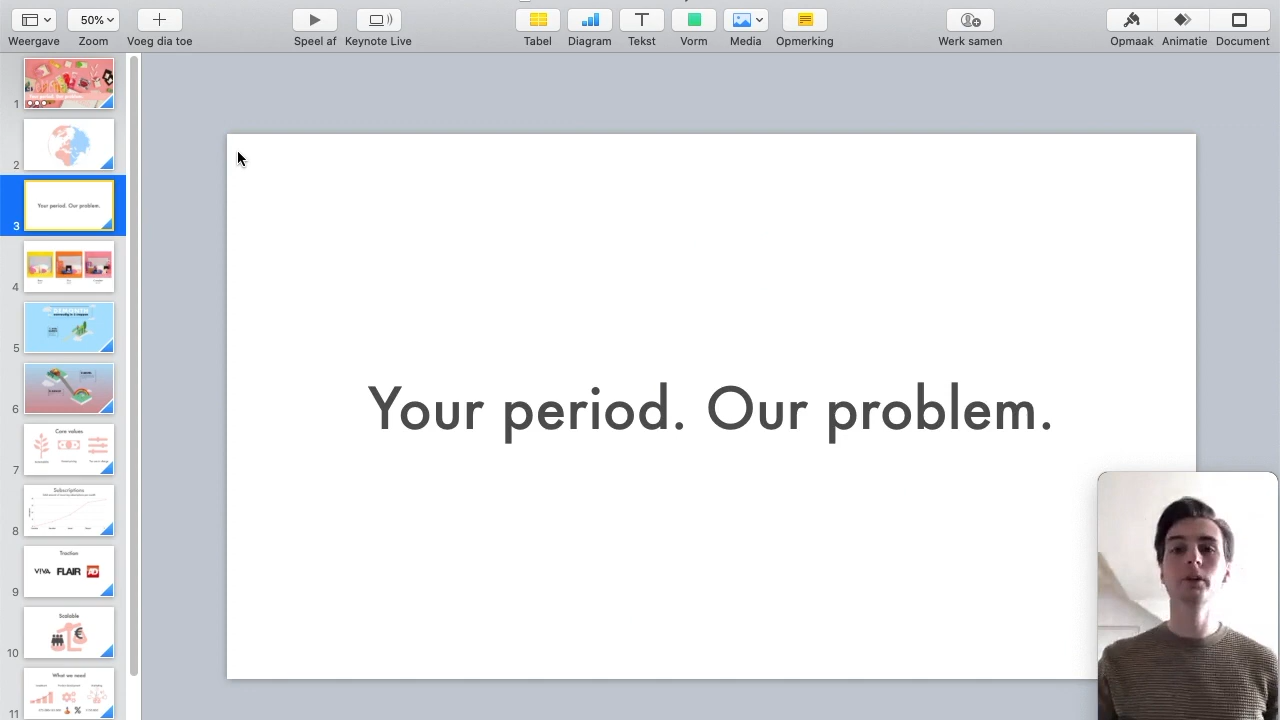 50%
Weergave
Zoom
Voeg dia toe
Speel af
Keynote Live
Tabel
Diagram
Tekst
Vorm
Media
Opmerking
Werk samen
Opmaak
Animatie
Document
1
2
3
Your period. Our problem.
4
5
6
7
Core values
8
Subscriptions
9
Traction
VIVA
FLAIR
AD
10
Scalable
€
11
What we need
Your period. Our problem.